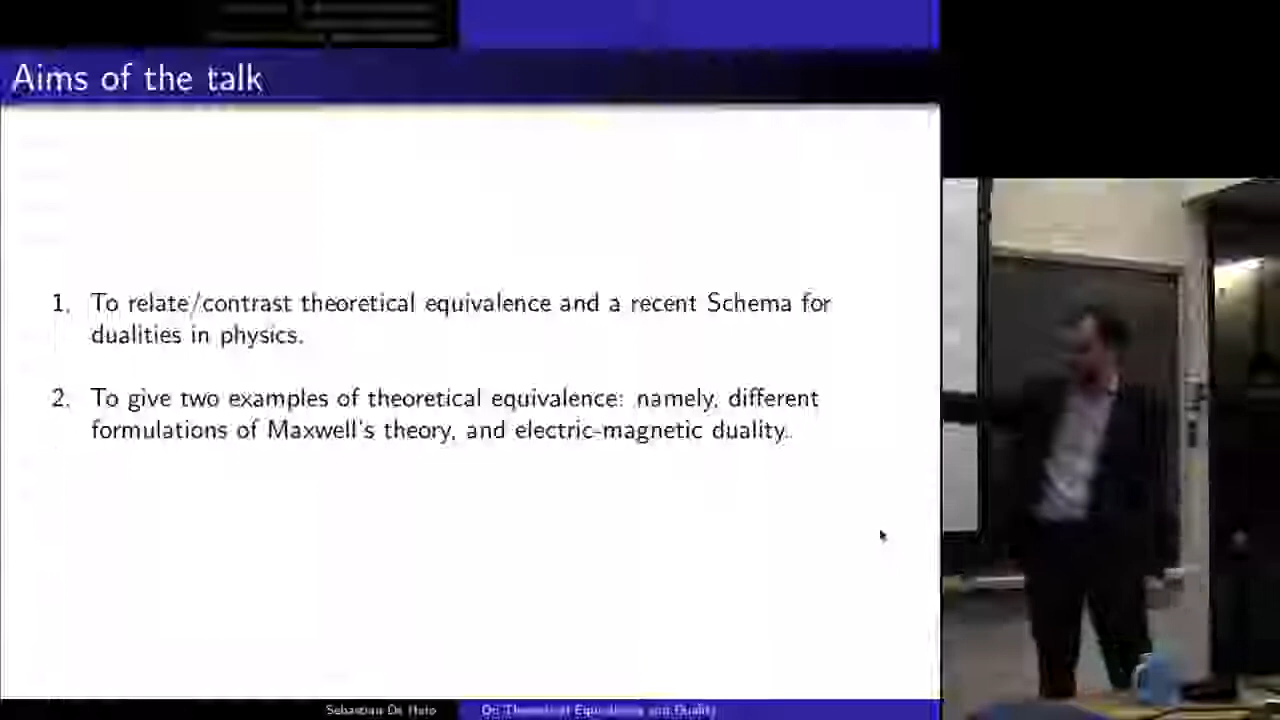 Aims of the talk
1. To relate/contrast theoretical equivalence and a recent Schema for
dualities in physics.
2. To give two examples of theoretical equivalence: namely, different
formulations of Maxwell's theory, and electric-magnetic duality.
Sebastian De Haro On Theoretical Equivalence and Duality